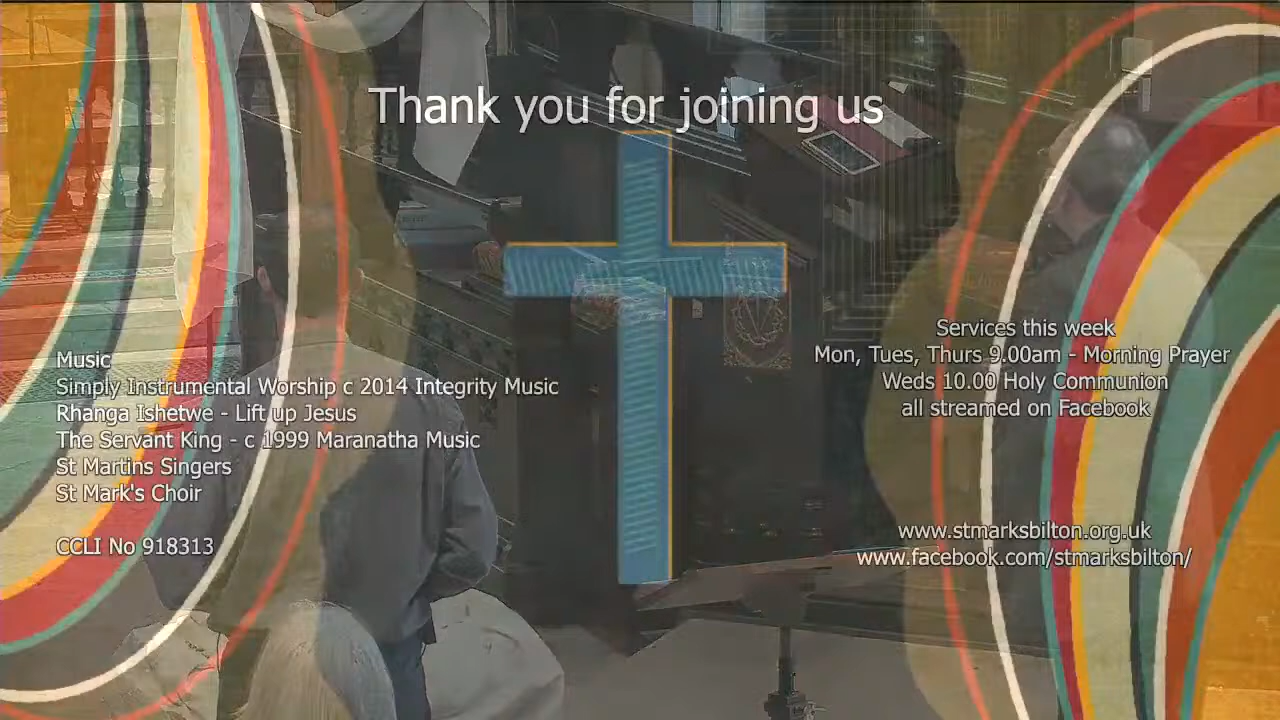 Thank you for joining us
Music
Simply Instrumental Worship c 2014 Integrity Music
Rhanga Ishetwe - Lift up Jesus
The Servant King - c 1999 Maranatha Music
St Martins Singers
St Mark's Choir
CCLI No 918313
Services this week
Mon, Tues, Thurs 9.00am - Morning Prayer
Weds 10.00 Holy Communion
all streamed on Facebook
www.stmarksbilton.org.uk
www.facebook.com/stmarksbilton/